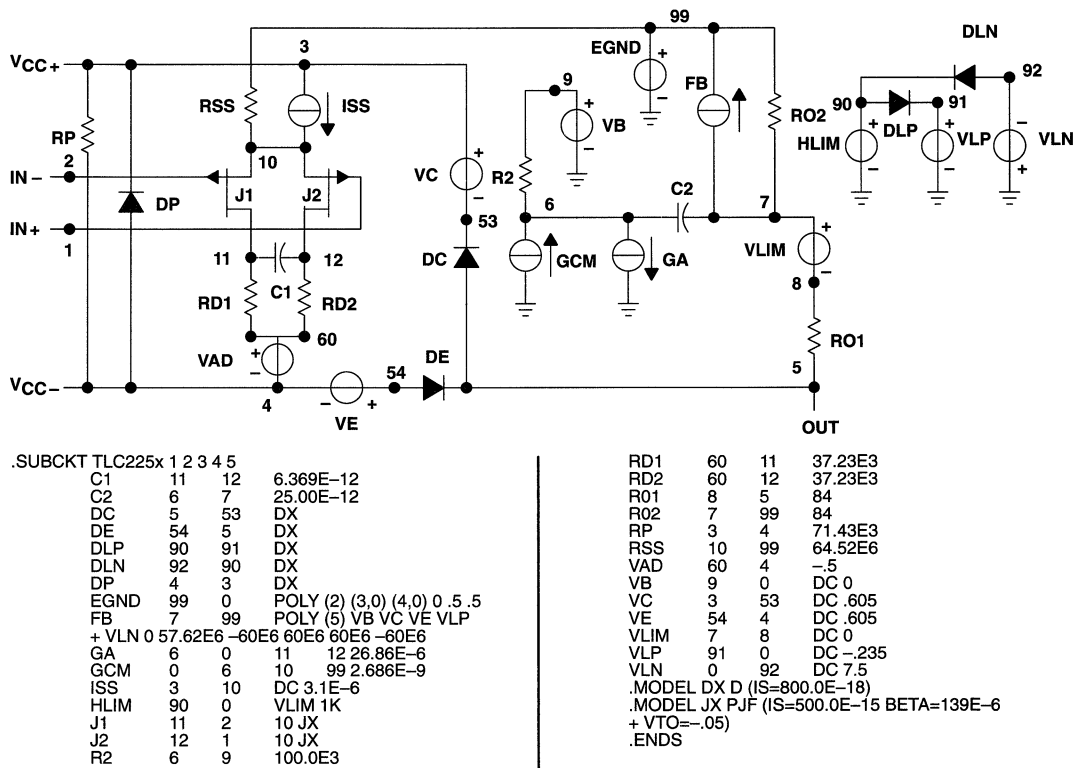 99
DLN
3
VCC+
EGND
+
−
9
92
FB
RSS
ISS
+
VB
−
90
91
DLP
RO2
RP
+
HLIM
−
+
VLP
−
−
VLN
+
2
10
VC
+
−
R2
C2
IN−
J1
J2
6
7
DP
53
IN+
1
GCM
GA
VLIM
+
−
11
12
DC
8
C1
RD1
RD2
60
RO1
VAD
+
−
DE
54
5
VCC−
4
−
+
VE
OUT
.SUBCKT TLC225x 1 2 3 4 5
C1 11 12 6.369E−12
C2 6 7 25.00E−12
DC 5 53 DX
DE 54 5 DX
DLP 90 91 DX
DLN 92 90 DX
DP 4 3 DX
EGND 99 0 POLY (2) (3,0) (4,0) 0 .5 .5
FB 7 99 POLY (5) VB VC VE VLP
+ VLN 0 57.62E6 −60E6 60E6 60E6 −60E6
GA 6 0 11 12 26.86E−6
GCM 0 6 10 99 2.686E−9
ISS 3 10 DC 3.1E−6
HLIM 90 0 VLIM 1K
J1 11 2 10 JX
J2 12 1 10 JX
R2 6 9 100.0E3
RD1 60 11 37.23E3
RD2 60 12 37.23E3
R01 8 5 84
R02 7 99 84
RP 3 4 71.43E3
RSS 10 99 64.52E6
VAD 60 4 −.5
VB 9 0 DC 0
VC 3 53 DC .605
VE 54 4 DC .605
VLIM 7 8 DC 0
VLP 91 0 DC −.235
VLN 0 92 DC 7.5
.MODEL DX D (IS=800.0E−18)
.MODEL JX PJF (IS=500.0E−15 BETA=139E−6
+ VTO=−.05)
.ENDS